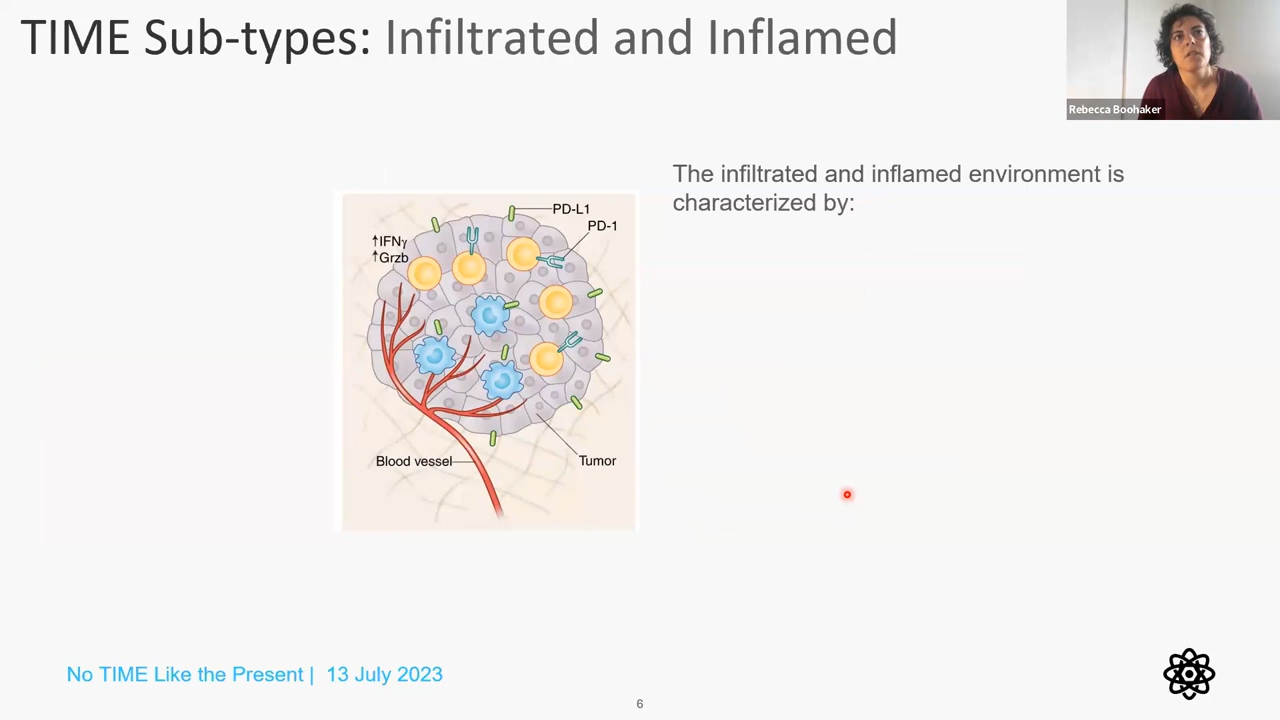 TIME Sub-types: Infiltrated and Inflamed
Rebecca Boohaker
The infiltrated and inflamed environment is
characterized by:
PD-L1
PD-1
↑IFNγ
↑Grzb
Blood vessel
Tumor
No TIME Like the Present | 13 July 2023
6